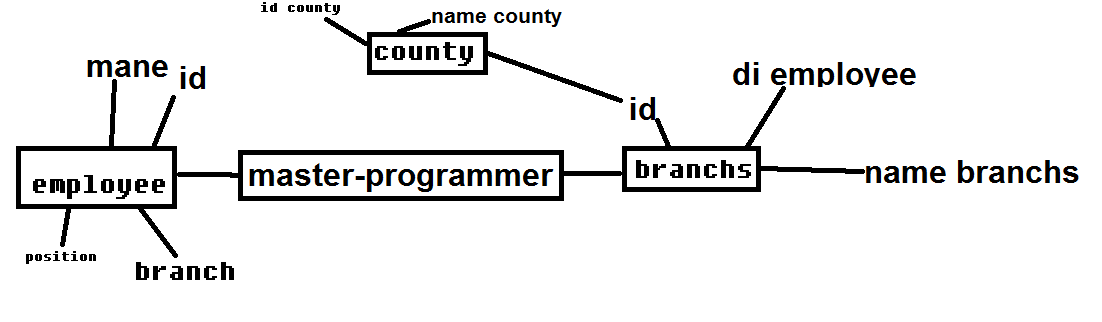 id county
name county
county
mane
id
di employee
id
employee
master-programmer
branchs
name branchs
position
branch